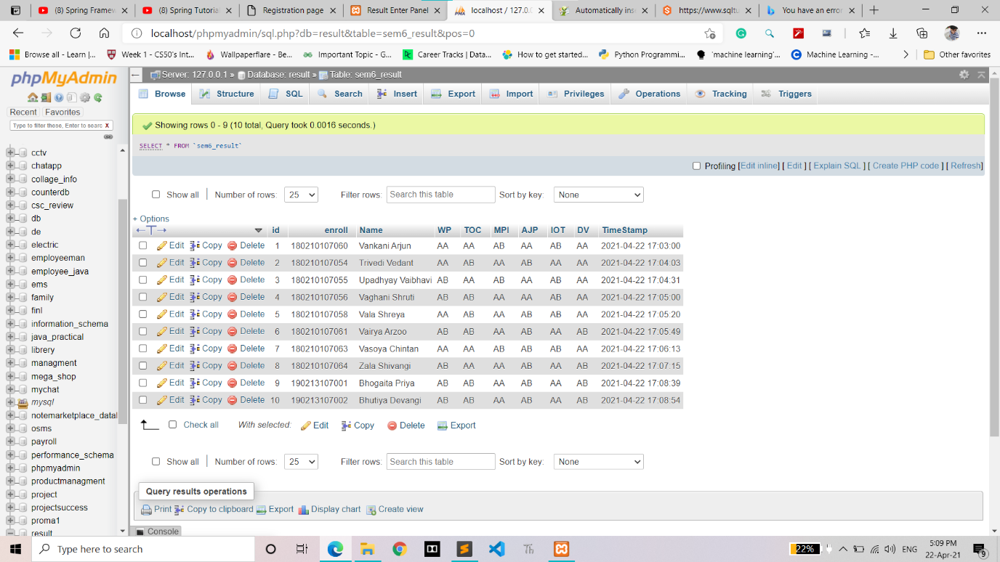 (8) Spring Framew
(8) Spring Tutoria
Registration page
Result Enter Panel
localhost / 127.0.
Automatically ins
https://www.sqltu
You have an error
localhost/phpmyadmin/sql.php?db=result&table=sem6_result&pos=0
Browse all - Learn |...
Week 1 - CS50's Int...
Wallpaperflare - Be...
Important Topic - G...
Career Tracks | Data...
How to get started...
Python Programmi...
'machine learning'...
Machine Learning -...
Other favorites
phpMyAdmin
Recent Favorites
Type to filter these, Enter to searc X
cctv
chatapp
collage_info
counterdb
csc_review
db
de
electric
employeeman
employee_java
ems
family
finl
information_schema
java_practical
librery
managment
mega_shop
mychat
mysql
notemarketplace_datal
osms
payroll
performance_schema
phpmyadmin
productmanagment
project
projectsuccess
proma1
result
Server: 127.0.0.1 » Database: result » Table: sem6_result
Browse Structure SQL Search Insert Export Import Privileges Operations Tracking Triggers
Showing rows 0 - 9 (10 total, Query took 0.0016 seconds.)
SELECT * FROM `sem6_result`
Profiling [Edit inline] [ Edit ] [ Explain SQL ] [ Create PHP code ] [ Refresh]
Show all | Number of rows: 25 Filter rows: Search this table Sort by key: None
+ Options
←T→ id enroll Name WP TOC MPI AJP IOT DV TimeStamp
Edit Copy Delete 1 180210107060 Vankani Arjun AA AA AB AA AB AA 2021-04-22 17:03:00
Edit Copy Delete 2 180210107054 Trivedi Vedant AA AB AA AA AB AA 2021-04-22 17:04:03
Edit Copy Delete 3 180210107055 Upadhyay Vaibhavi AB AA AB AA AB AA 2021-04-22 17:04:31
Edit Copy Delete 4 180210107056 Vaghani Shruti AB AB AA AA AB AA 2021-04-22 17:05:00
Edit Copy Delete 5 180210107058 Vala Shreya AA AB AA AB AB AA 2021-04-22 17:05:20
Edit Copy Delete 6 180210107061 Vairya Arzoo AB AB AA AB AA AB 2021-04-22 17:05:49
Edit Copy Delete 7 180210107063 Vasoya Chintan AA AA AB AB AB AA 2021-04-22 17:06:13
Edit Copy Delete 8 180210107064 Zala Shivangi AB AA AA AB AA AB 2021-04-22 17:07:15
Edit Copy Delete 9 190213107001 Bhogaita Priya AB AB AA AB AA AB 2021-04-22 17:08:39
Edit Copy Delete 10 190213107002 Bhutiya Devangi AB AB AA AB AA AB 2021-04-22 17:08:54
Check all With selected: Edit Copy Delete Export
Show all | Number of rows: 25 Filter rows: Search this table Sort by key: None
Query results operations
Print Copy to clipboard Export Display chart Create view
Console
Type here to search
22%
ENG
5:09 PM
22-Apr-21
9